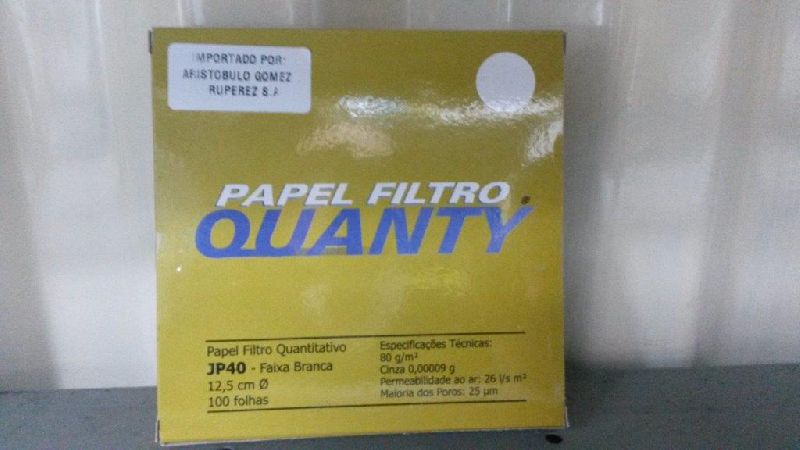 IMPORTADO POR:
ARISTOBULO GOMEZ
RUPEREZ S.A
PAPEL FILTRO
QUANTY ®
Papel Filtro Quantitativo
JP40 - Faixa Branca
12,5 cm Ø
100 folhas
Especificações Técnicas:
80 g/m²
Cinza 0,00009 g
Permeabilidade ao ar: 26 l/s m²
Maioria dos Poros: 25 µm